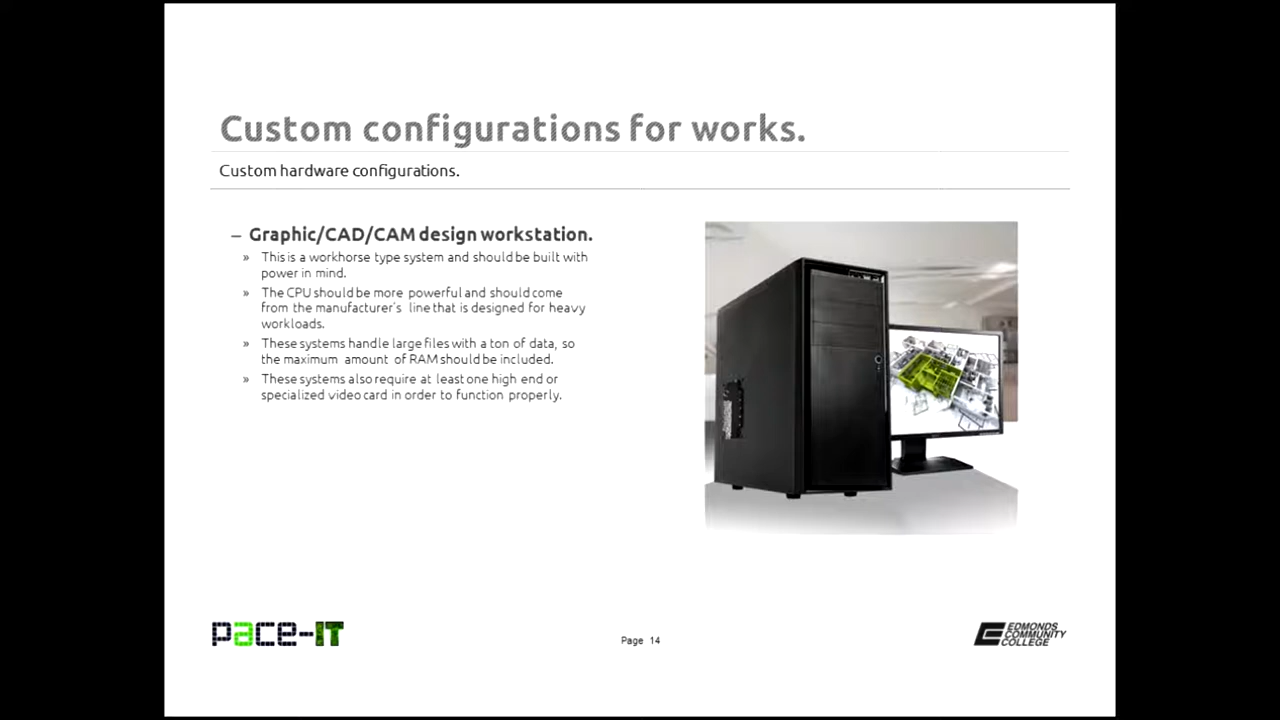 Custom configurations for works.
Custom hardware configurations.
– Graphic/CAD/CAM design workstation.
» This is a workhorse type system and should be built with
power in mind.
» The CPU should be more powerful and should come
from the manufacturer's line that is designed for heavy
workloads.
» These systems handle large files with a ton of data, so
the maximum amount of RAM should be included.
» These systems also require at least one high end or
specialized video card in order to function properly.
pace-IT
Page 14
EDMONDS
COMMUNITY
COLLEGE